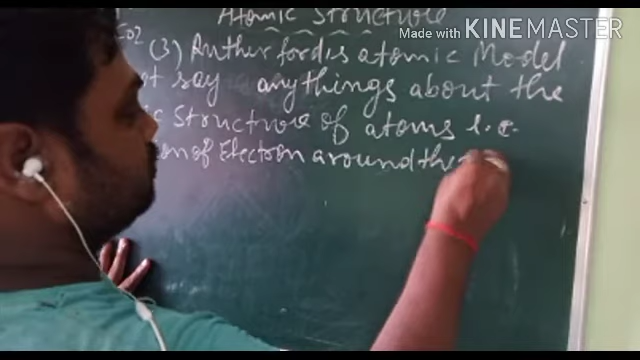 Atomic Structure
Made with KINEMASTER
(3) Rutherford's atomic Model
say anythings about the
Structure of atoms i.e.
of Electron around the